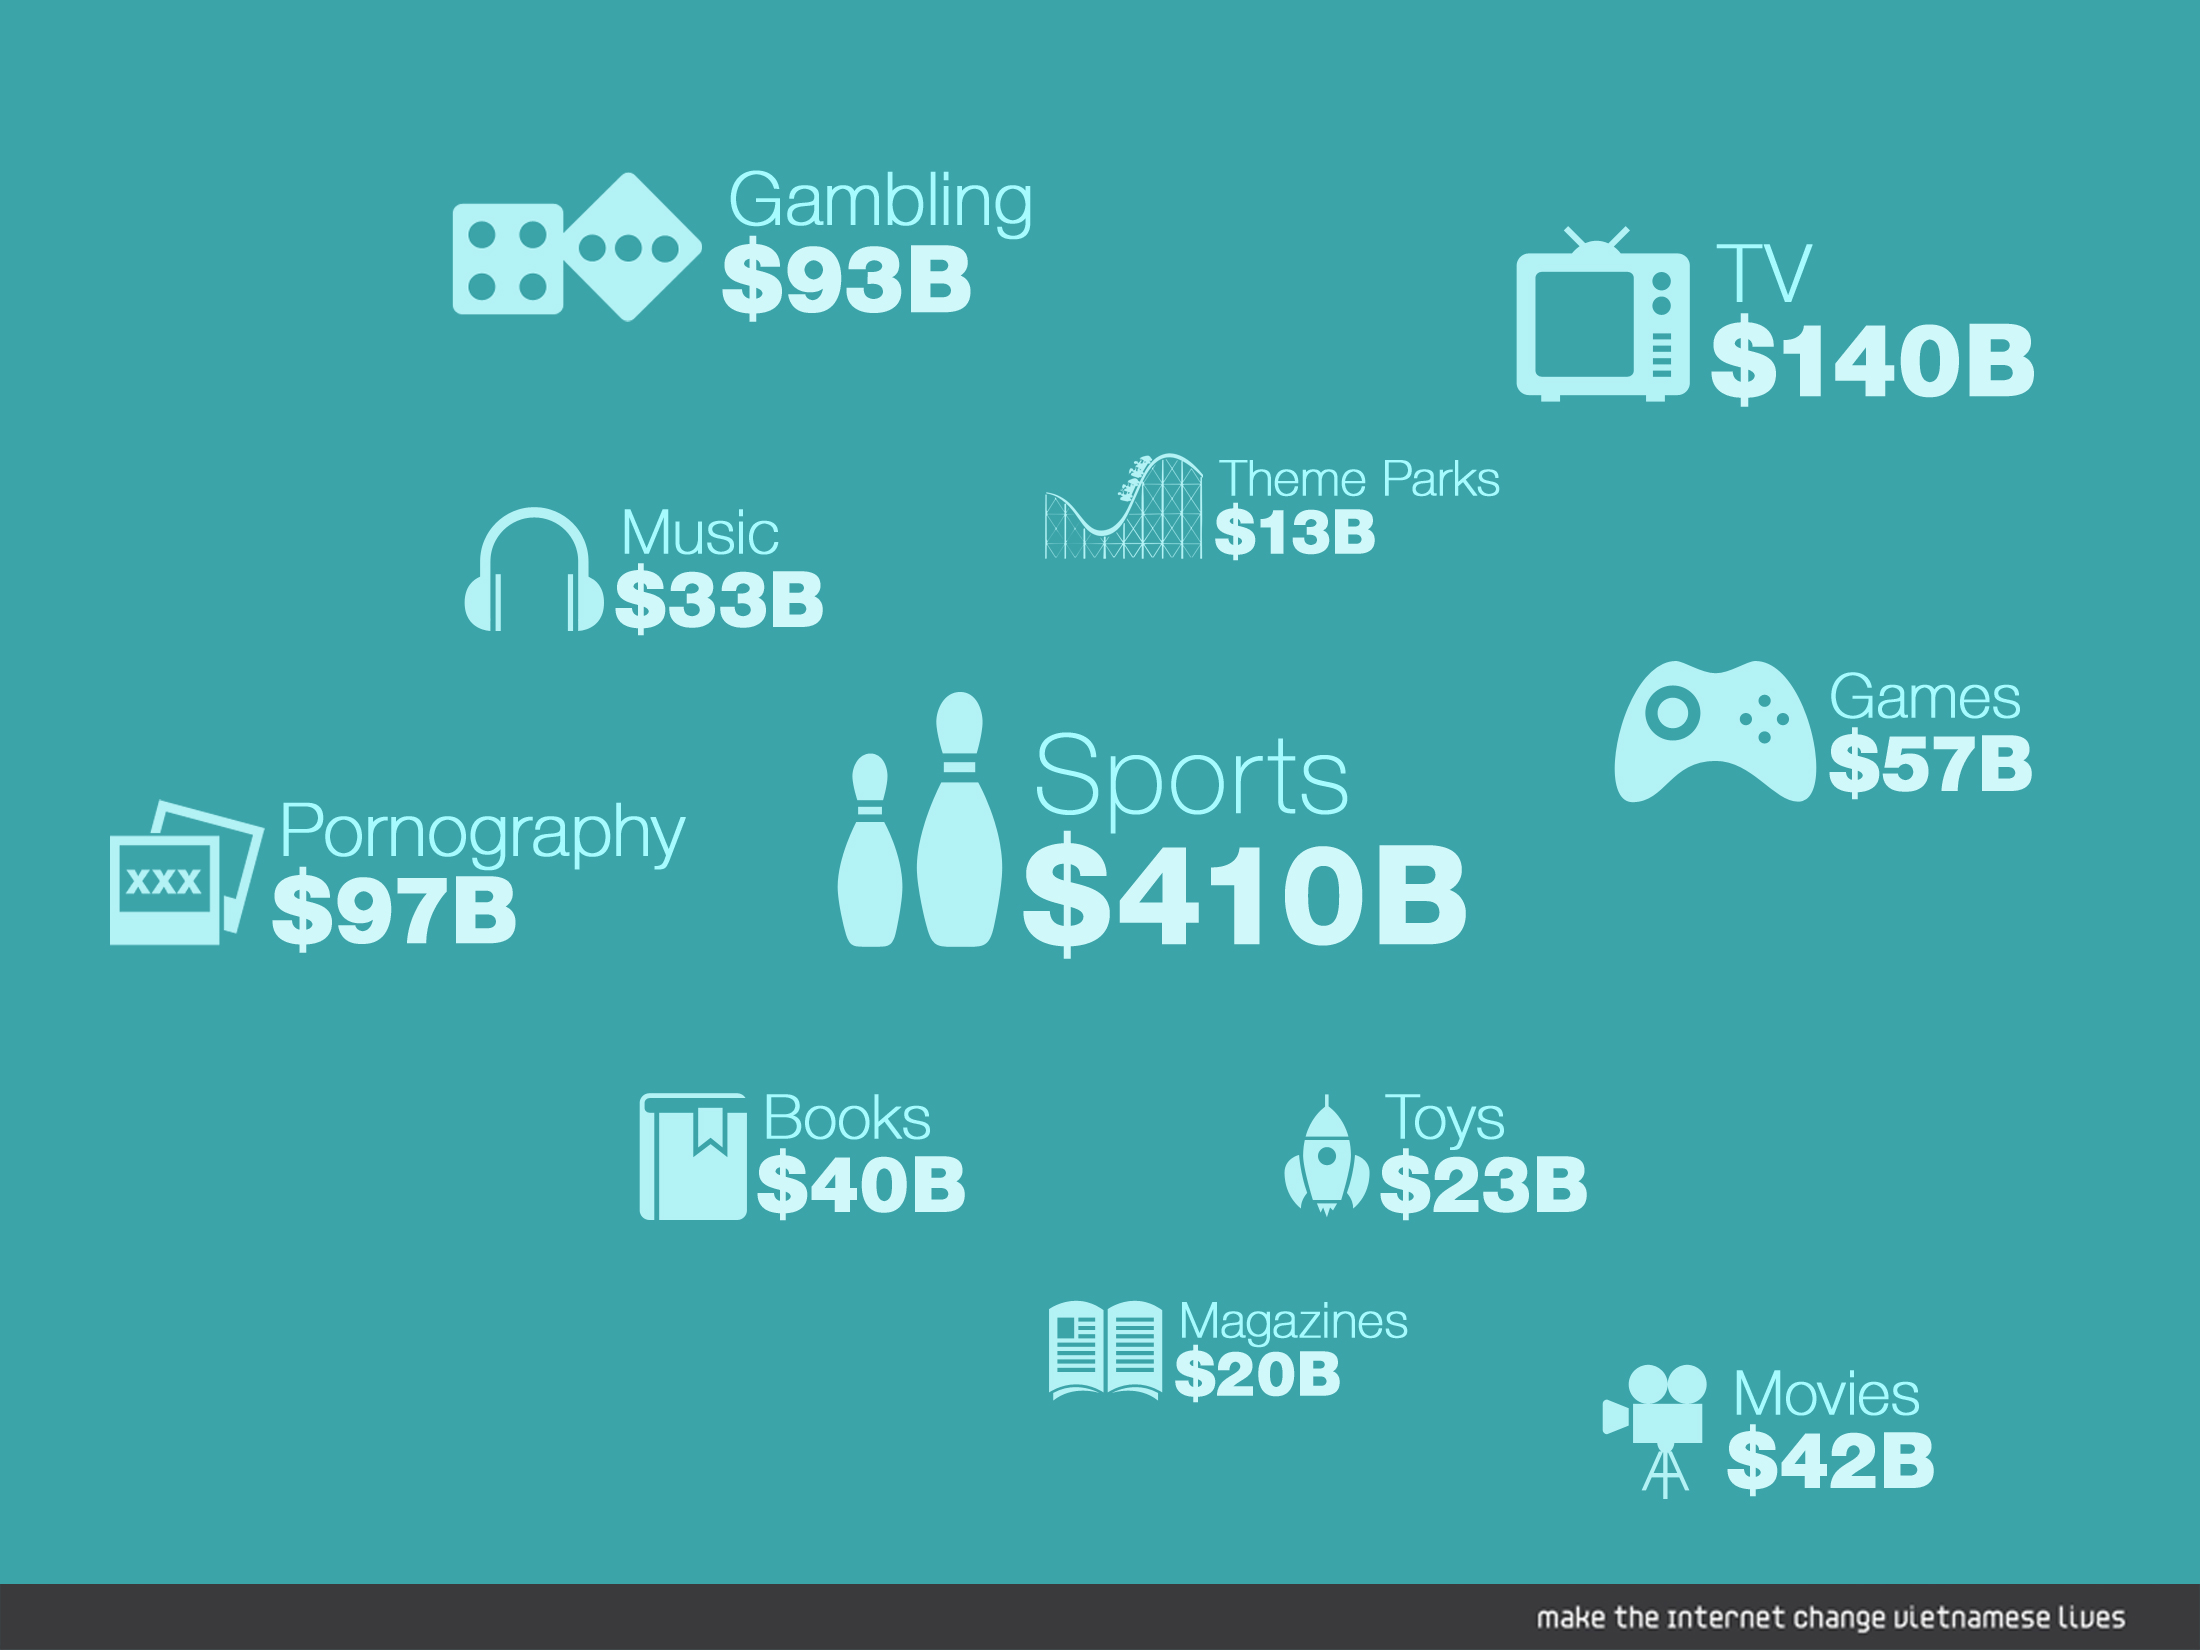 Gambling
$93B
TV
$140B
Theme Parks
$13B
Music
$33B
Games
$57B
Sports
$410B
Pornography
xxx
$97B
Books
$40B
Toys
$23B
Magazines
$20B
Movies
$42B
make the internet change vietnamese lives